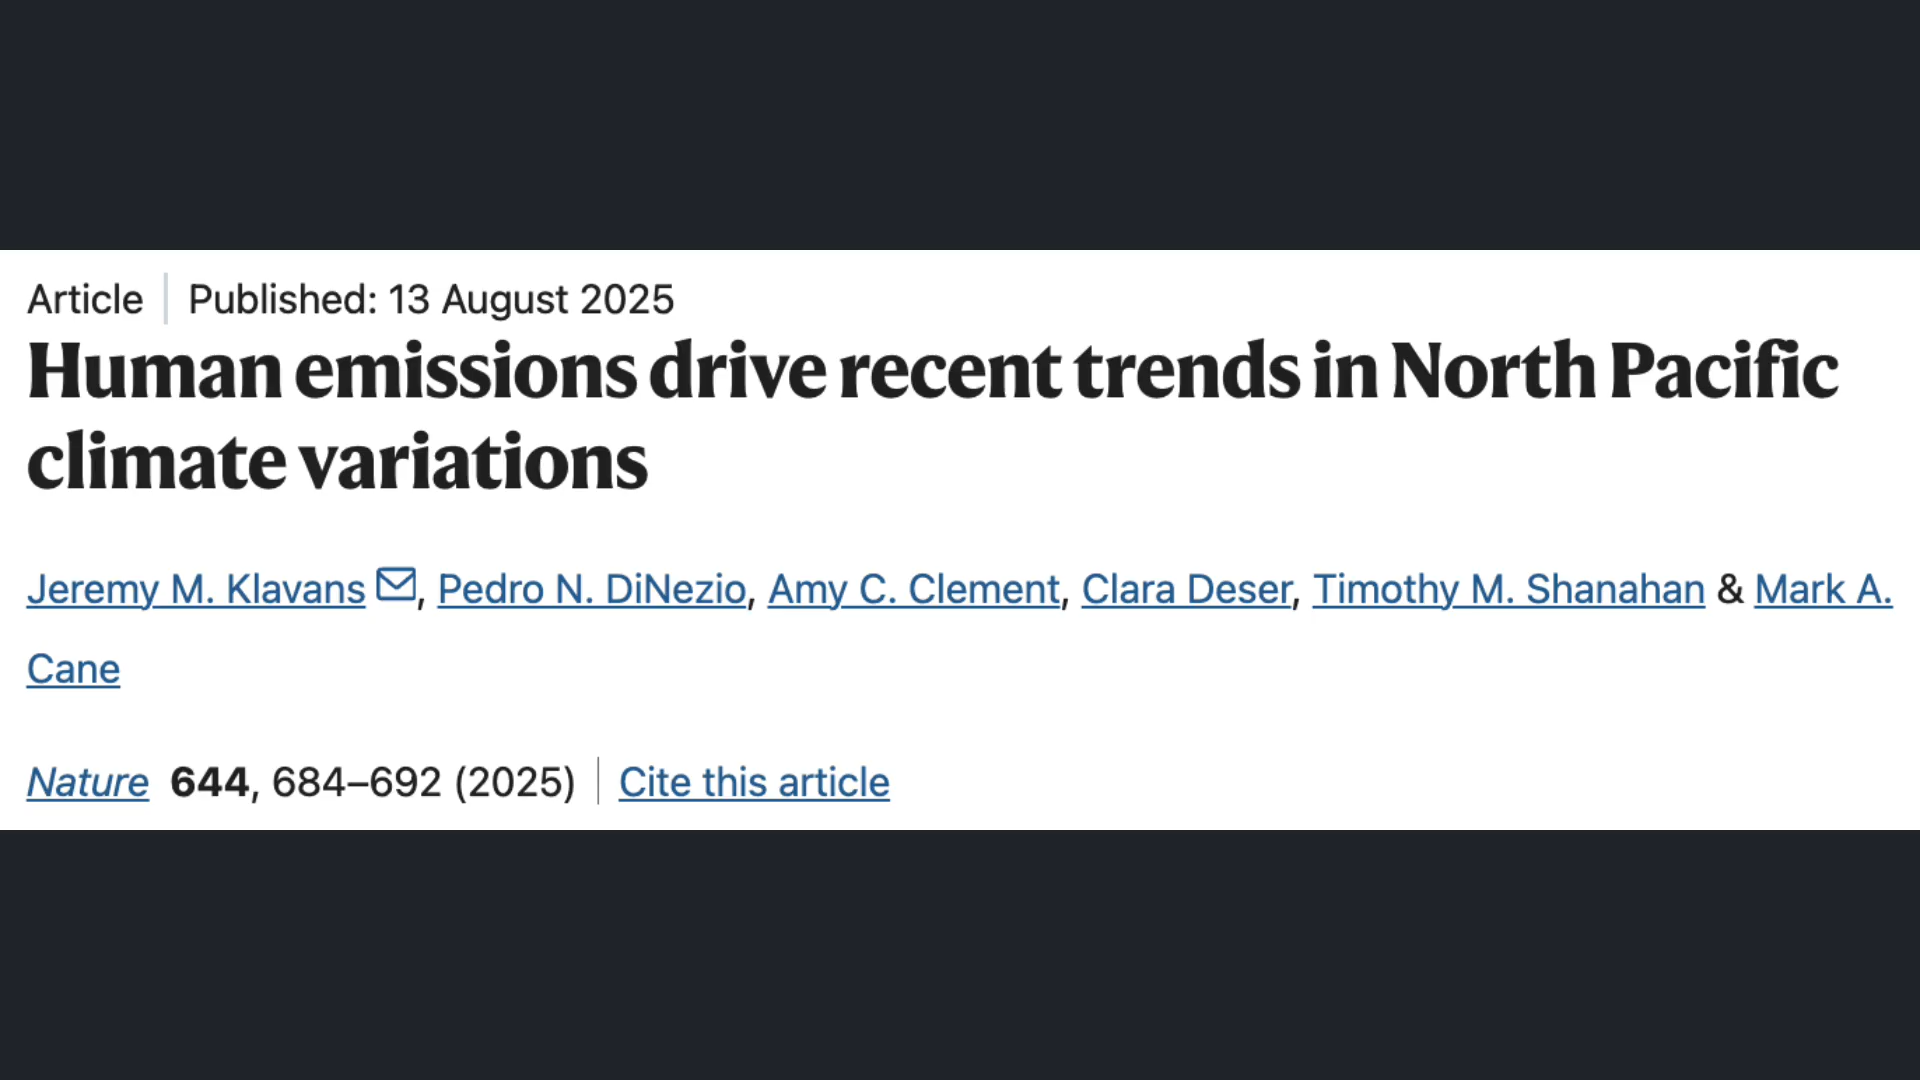 Article | Published: 13 August 2025
Human emissions drive recent trends in North Pacific
climate variations
Jeremy M. Klavans, Pedro N. DiNezio, Amy C. Clement, Clara Deser, Timothy M. Shanahan & Mark A.
Cane
Nature 644, 684–692 (2025) | Cite this article